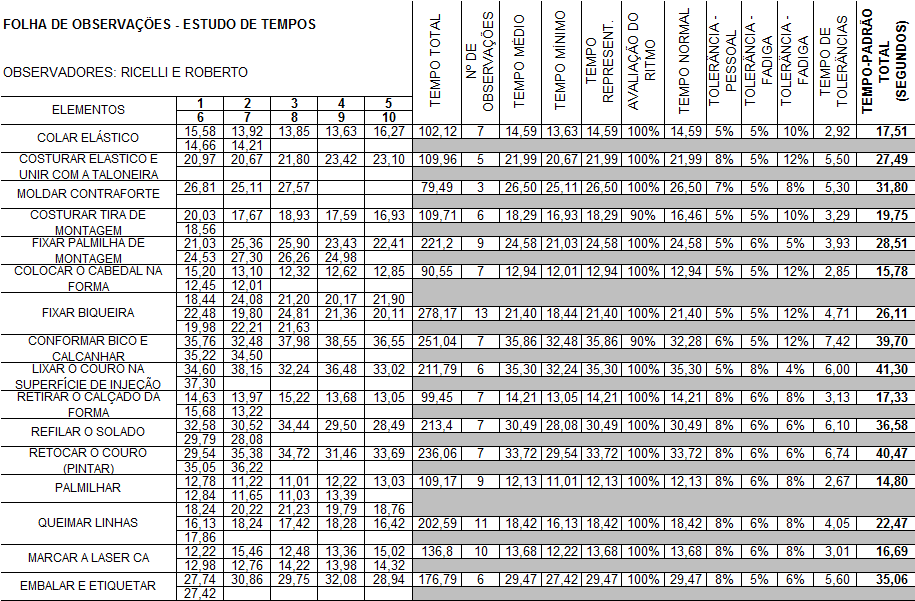 FOLHA DE OBSERVAÇÕES - ESTUDO DE TEMPOS
OBSERVADORES: RICELLI E ROBERTO
ELEMENTOS 1 2 3 4 5 TEMPO TOTAL Nº DE OBSERVAÇÕES TEMPO MÉDIO TEMPO MÍNIMO TEMPO REPRESENT. AVALIAÇÃO DO RITMO TEMPO NORMAL TOLERÂNCIA - PESSOAL TOLERÂNCIA - FADIGA TOLERÂNCIA - FADIGA TEMPO DE TOLERÂNCIAS TEMPO-PADRÃO TOTAL (SEGUNDOS)
6 7 8 9 10
COLAR ELÁSTICO 15,58 13,92 13,85 13,63 16,27 102,12 7 14,59 13,63 14,59 100% 14,59 5% 5% 10% 2,92 17,51
14,66 14,21
COSTURAR ELASTICO E 20,97 20,67 21,80 23,42 23,10 109,96 5 21,99 20,67 21,99 100% 21,99 8% 5% 12% 5,50 27,49
UNIR COM A TALONEIRA
MOLDAR CONTRAFORTE 26,81 25,11 27,57 79,49 3 26,50 25,11 26,50 100% 26,50 7% 5% 8% 5,30 31,80
COSTURAR TIRA DE 20,03 17,67 18,93 17,59 16,93 109,71 6 18,29 16,93 18,29 90% 16,46 5% 5% 10% 3,29 19,75
MONTAGEM 18,56
FIXAR PALMILHA DE 21,03 25,36 25,90 23,43 22,41 221,2 9 24,58 21,03 24,58 100% 24,58 5% 6% 5% 3,93 28,51
MONTAGEM 24,53 27,30 26,26 24,98
COLOCAR O CABEDAL NA 15,20 13,10 12,32 12,62 12,85 90,55 7 12,94 12,01 12,94 100% 12,94 5% 5% 12% 2,85 15,78
FORMA 12,45 12,01
18,44 24,08 21,20 20,17 21,90
FIXAR BIQUEIRA 22,48 19,80 24,81 21,36 20,11 278,17 13 21,40 18,44 21,40 100% 21,40 5% 5% 12% 4,71 26,11
19,98 22,21 21,63
CONFORMAR BICO E 35,76 32,48 37,98 38,55 36,55 251,04 7 35,86 32,48 35,86 90% 32,28 6% 5% 12% 7,42 39,70
CALCANHAR 35,22 34,50
LIXAR O COURO NA 34,60 38,15 32,24 36,48 33,02 211,79 6 35,30 32,24 35,30 100% 35,30 5% 8% 4% 6,00 41,30
SUPERFÍCIE DE INJEÇÃO 37,30
RETIRAR O CALÇADO DA 14,63 13,97 15,22 13,68 13,05 99,45 7 14,21 13,05 14,21 100% 14,21 8% 6% 8% 3,13 17,33
FORMA 15,68 13,22
REFILAR O SOLADO 32,58 30,52 34,44 29,50 28,49 213,4 7 30,49 28,08 30,49 100% 30,49 8% 6% 6% 6,10 36,58
29,79 28,08
RETOCAR O COURO 29,54 35,38 34,72 31,46 33,69 236,06 7 33,72 29,54 33,72 100% 33,72 8% 6% 6% 6,74 40,47
(PINTAR) 35,05 36,22
PALMILHAR 12,78 11,22 11,01 12,22 13,03 109,17 9 12,13 11,01 12,13 100% 12,13 8% 6% 8% 2,67 14,80
12,84 11,65 11,03 13,39
18,24 20,22 21,23 19,79 18,76
QUEIMAR LINHAS 16,13 18,24 17,42 18,28 16,42 202,59 11 18,42 16,13 18,42 100% 18,42 8% 6% 8% 4,05 22,47
17,86
MARCAR A LASER CA 12,22 15,46 12,48 13,36 15,02 136,8 10 13,68 12,22 13,68 100% 13,68 8% 6% 8% 3,01 16,69
12,98 12,76 14,22 13,98 14,32
EMBALAR E ETIQUETAR 27,74 30,86 29,75 32,08 28,94 176,79 6 29,47 27,42 29,47 100% 29,47 8% 5% 6% 5,60 35,06
27,42